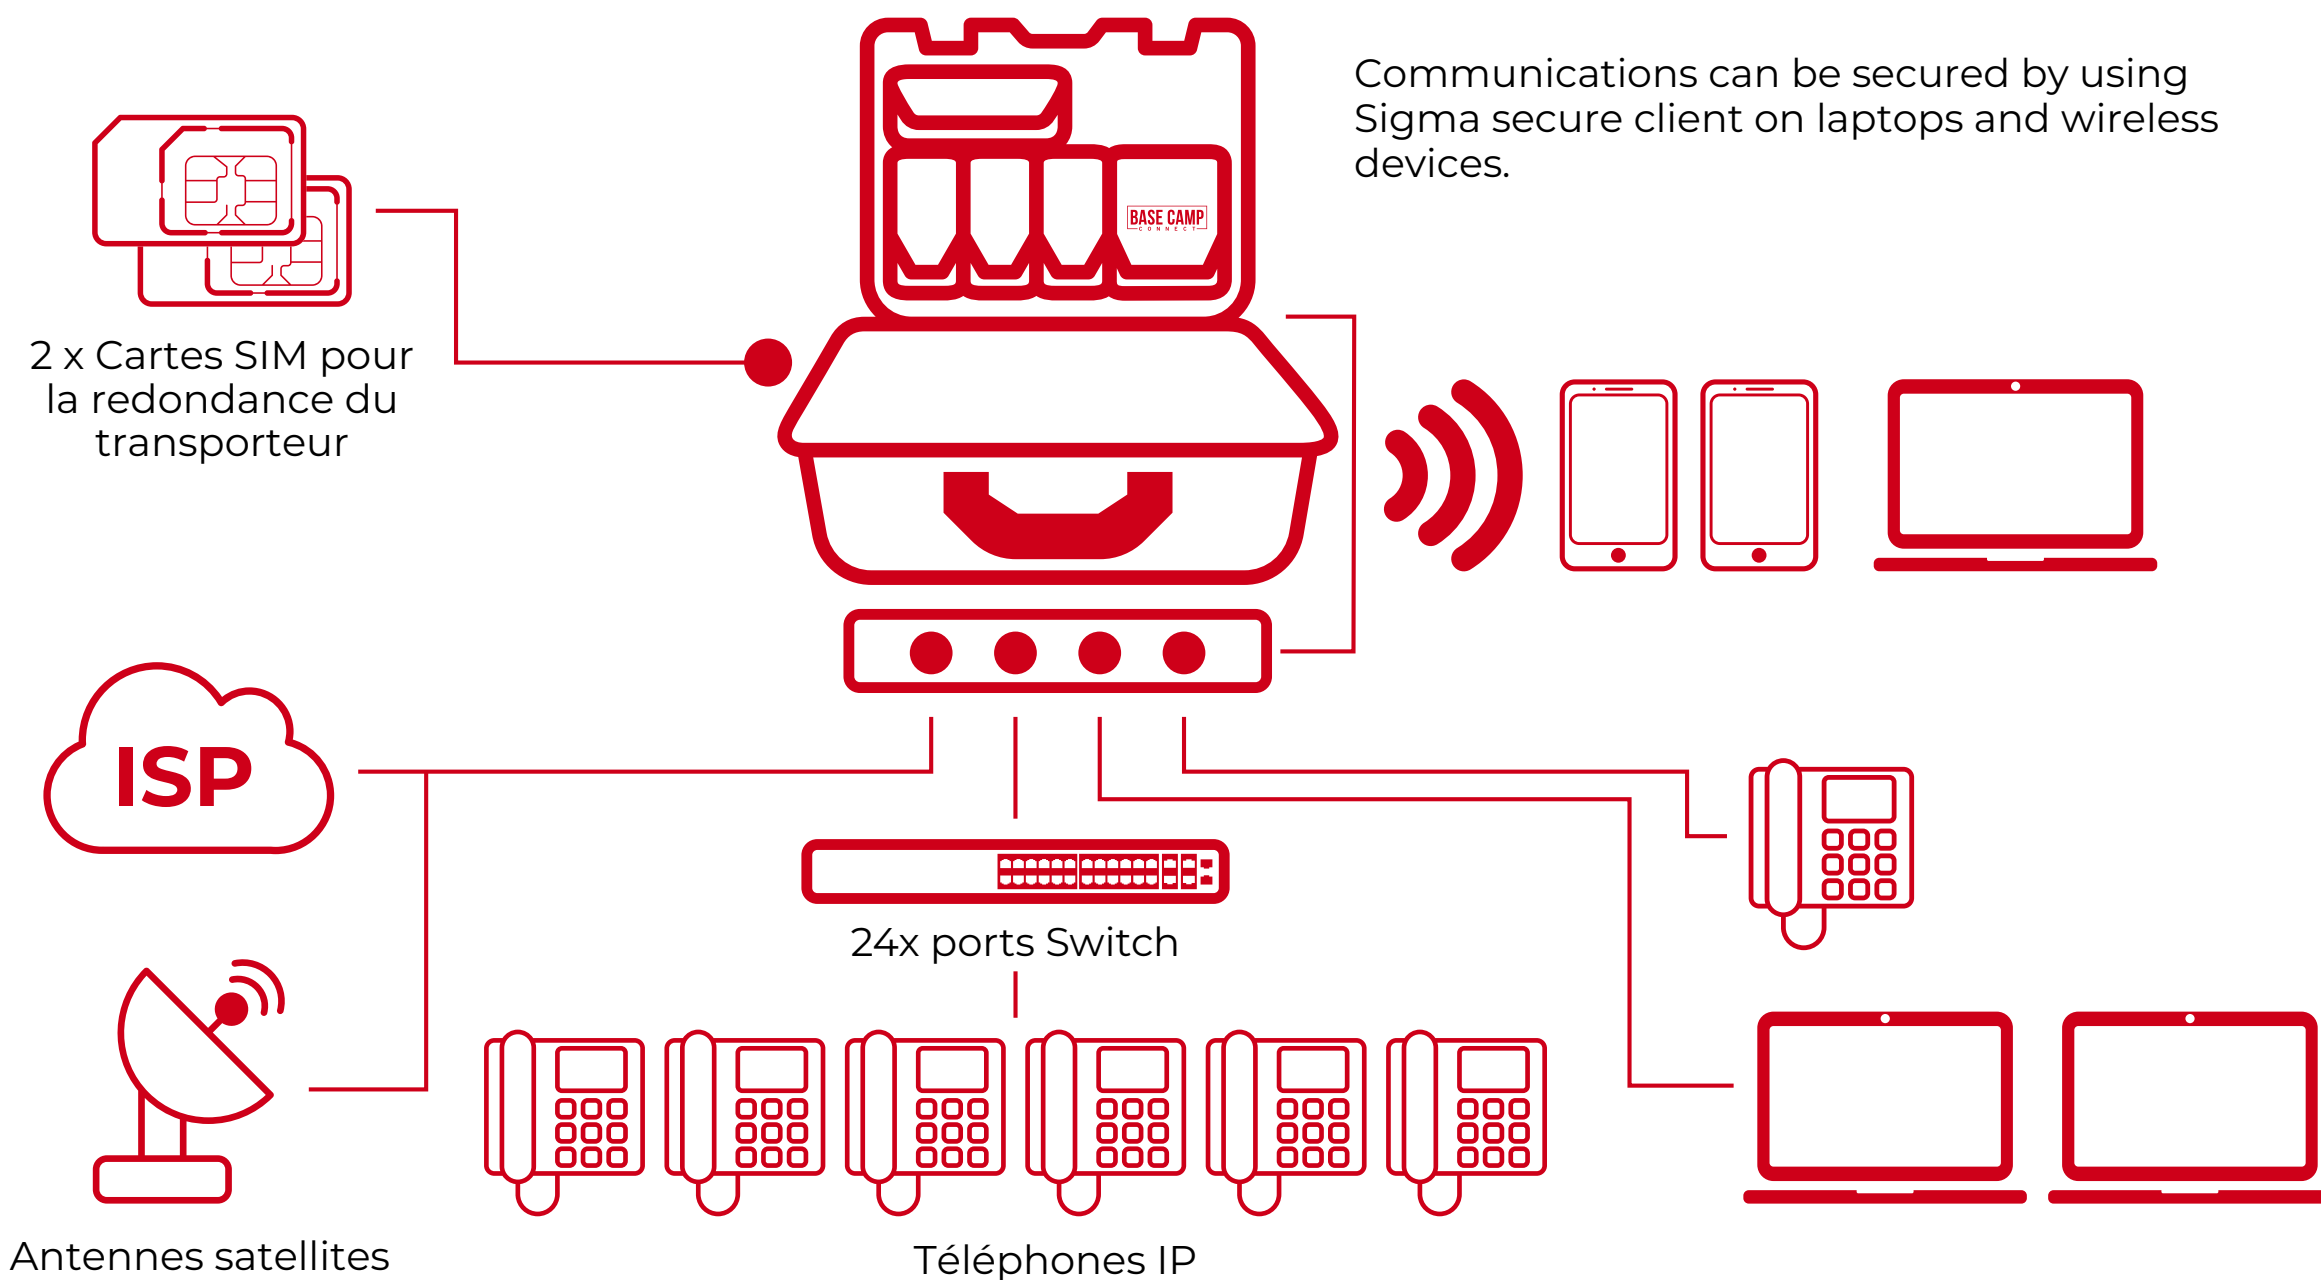 Communications can be secured by using
Sigma secure client on laptops and wireless
devices.
BASE CAMP
CONNECT
2 x Cartes SIM pour
la redondance du
transporteur
ISP
24x ports Switch
Antennes satellites
Téléphones IP